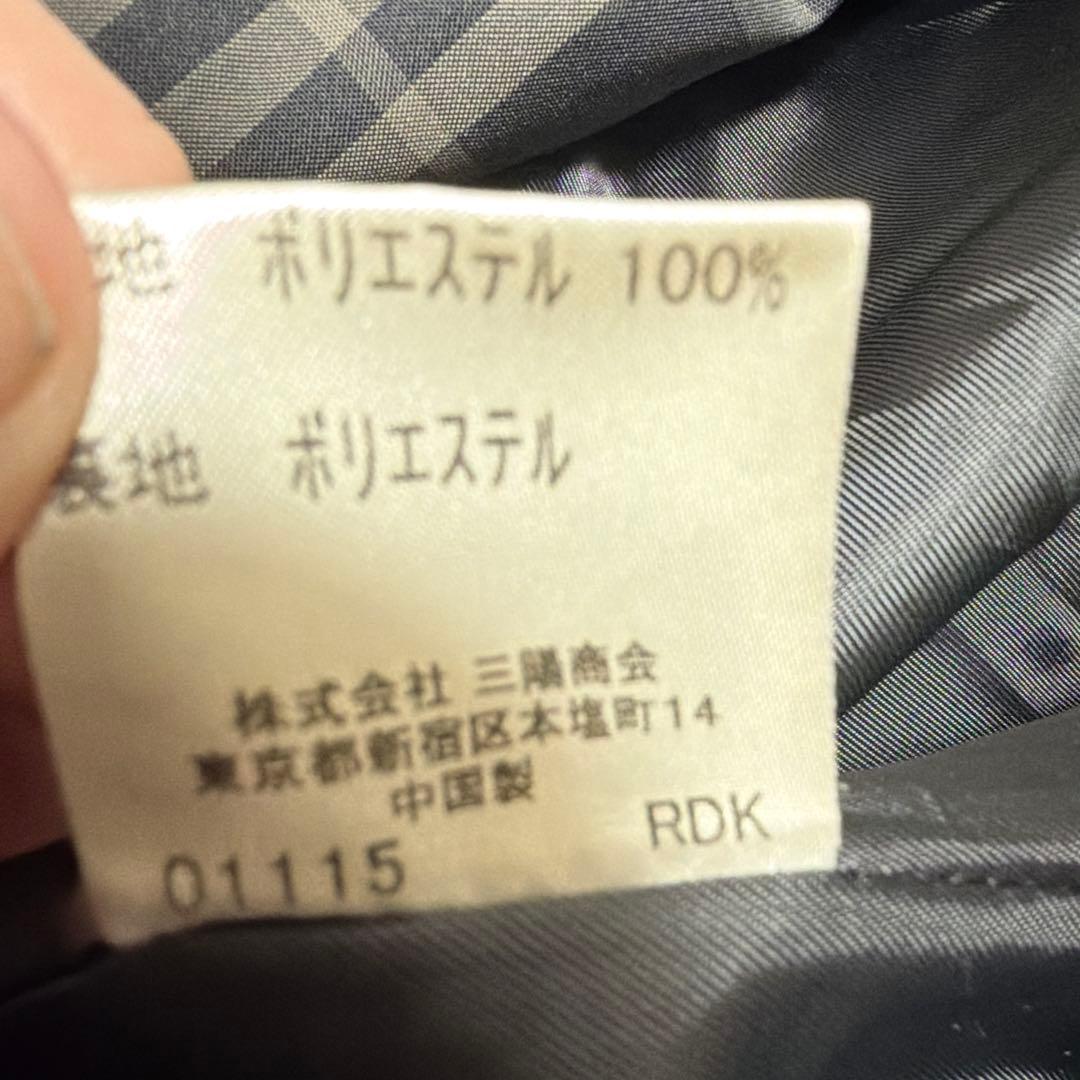 地 ポリエステル 100%
裏地 ポリエステル
株式会社 三陽商会
東京都新宿区本塩町14
中国製
RDK
01115